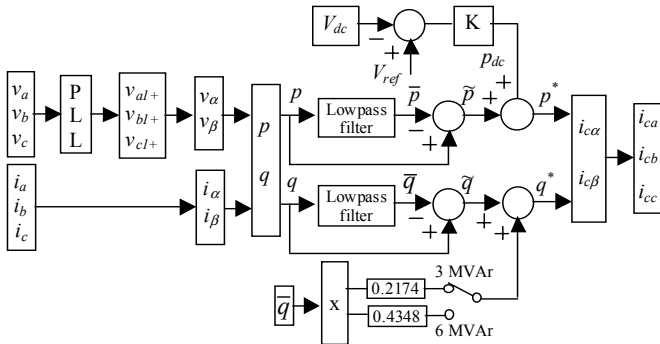 V_dc
−
+
K
V_ref
p_dc
v_a
v_b
v_c
P
L
L
v_a1+
v_b1+
v_c1+
v_α
v_β
p
q
p
Lowpass
filter
p̅
−
+
p̃
+
+
p*
i_cα
i_cβ
i_ca
i_cb
i_cc
i_a
i_b
i_c
i_α
i_β
q
Lowpass
filter
q̅
−
+
q̃
+
+
q*
q̅
x
0.2174
3 MVAr
0.4348
6 MVAr